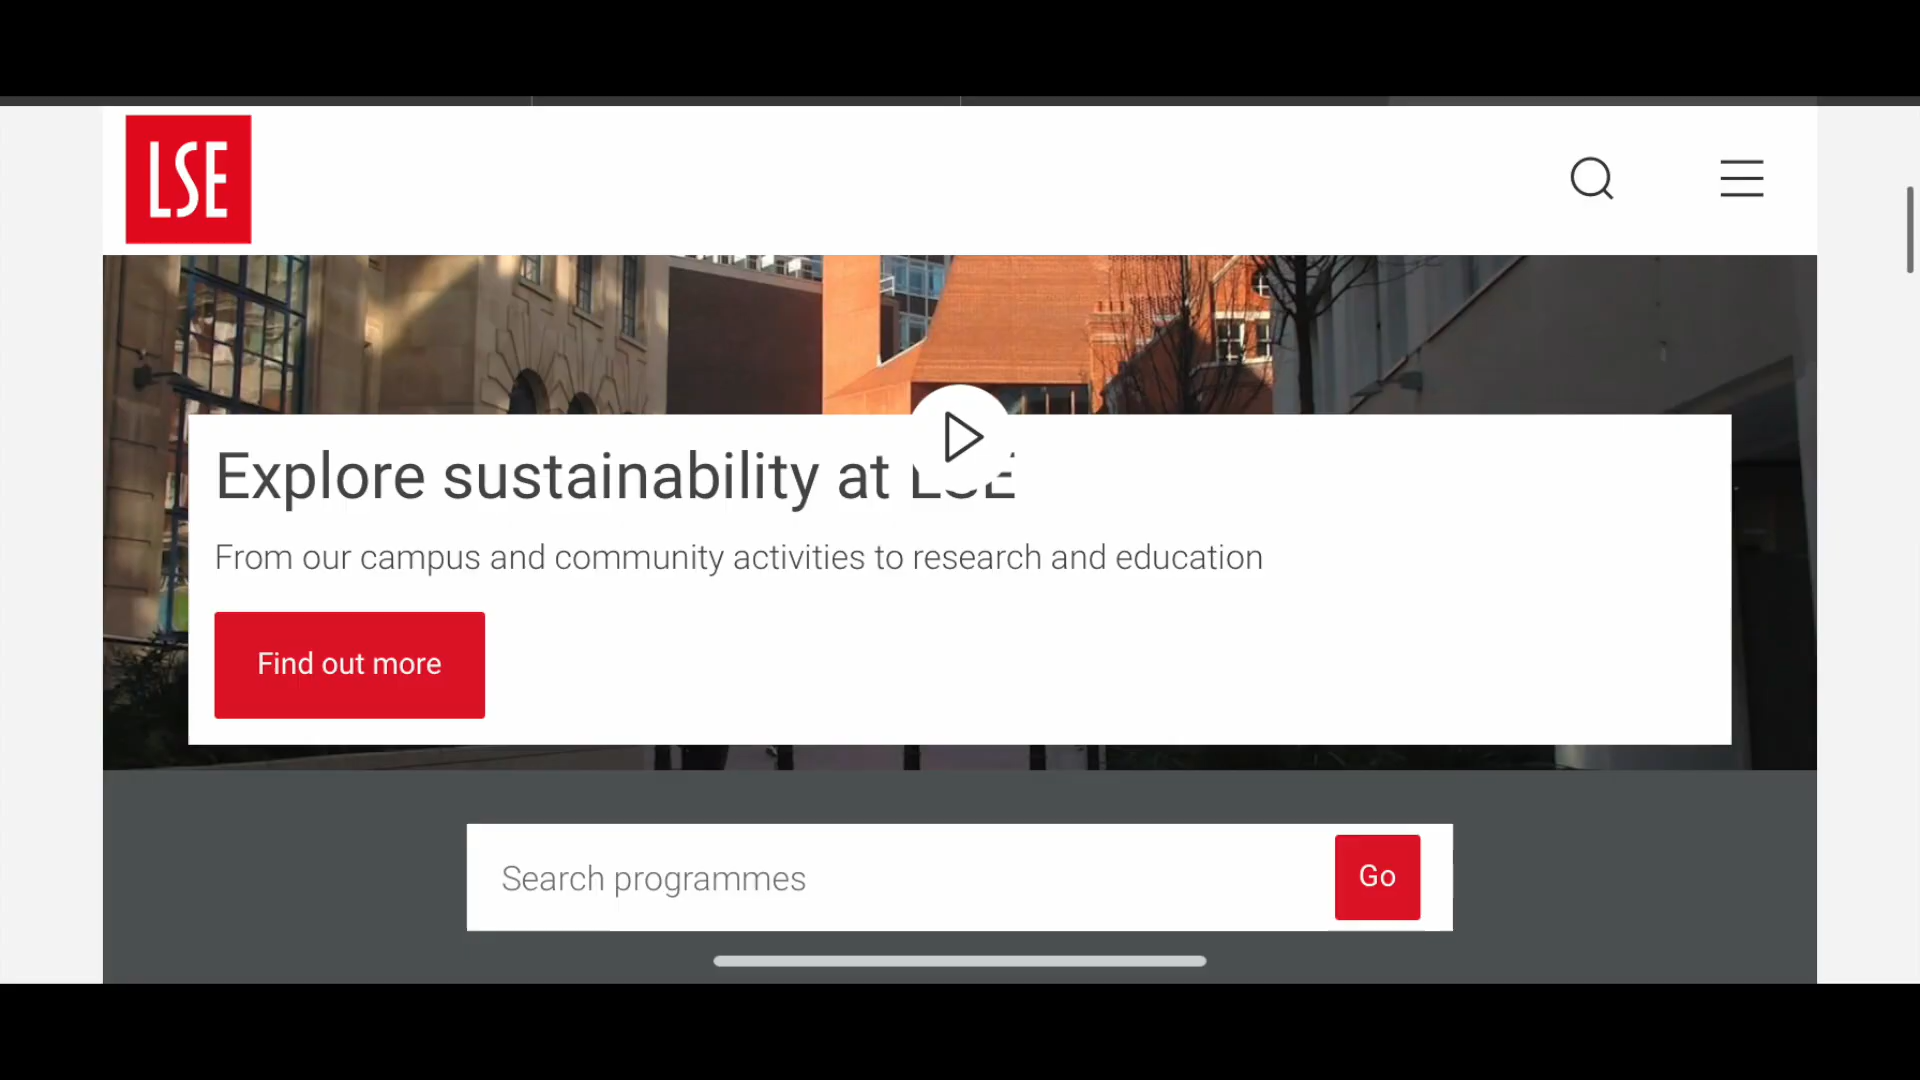 LSE
Explore sustainability at LSE
From our campus and community activities to research and education
Find out more
Search programmes
Go